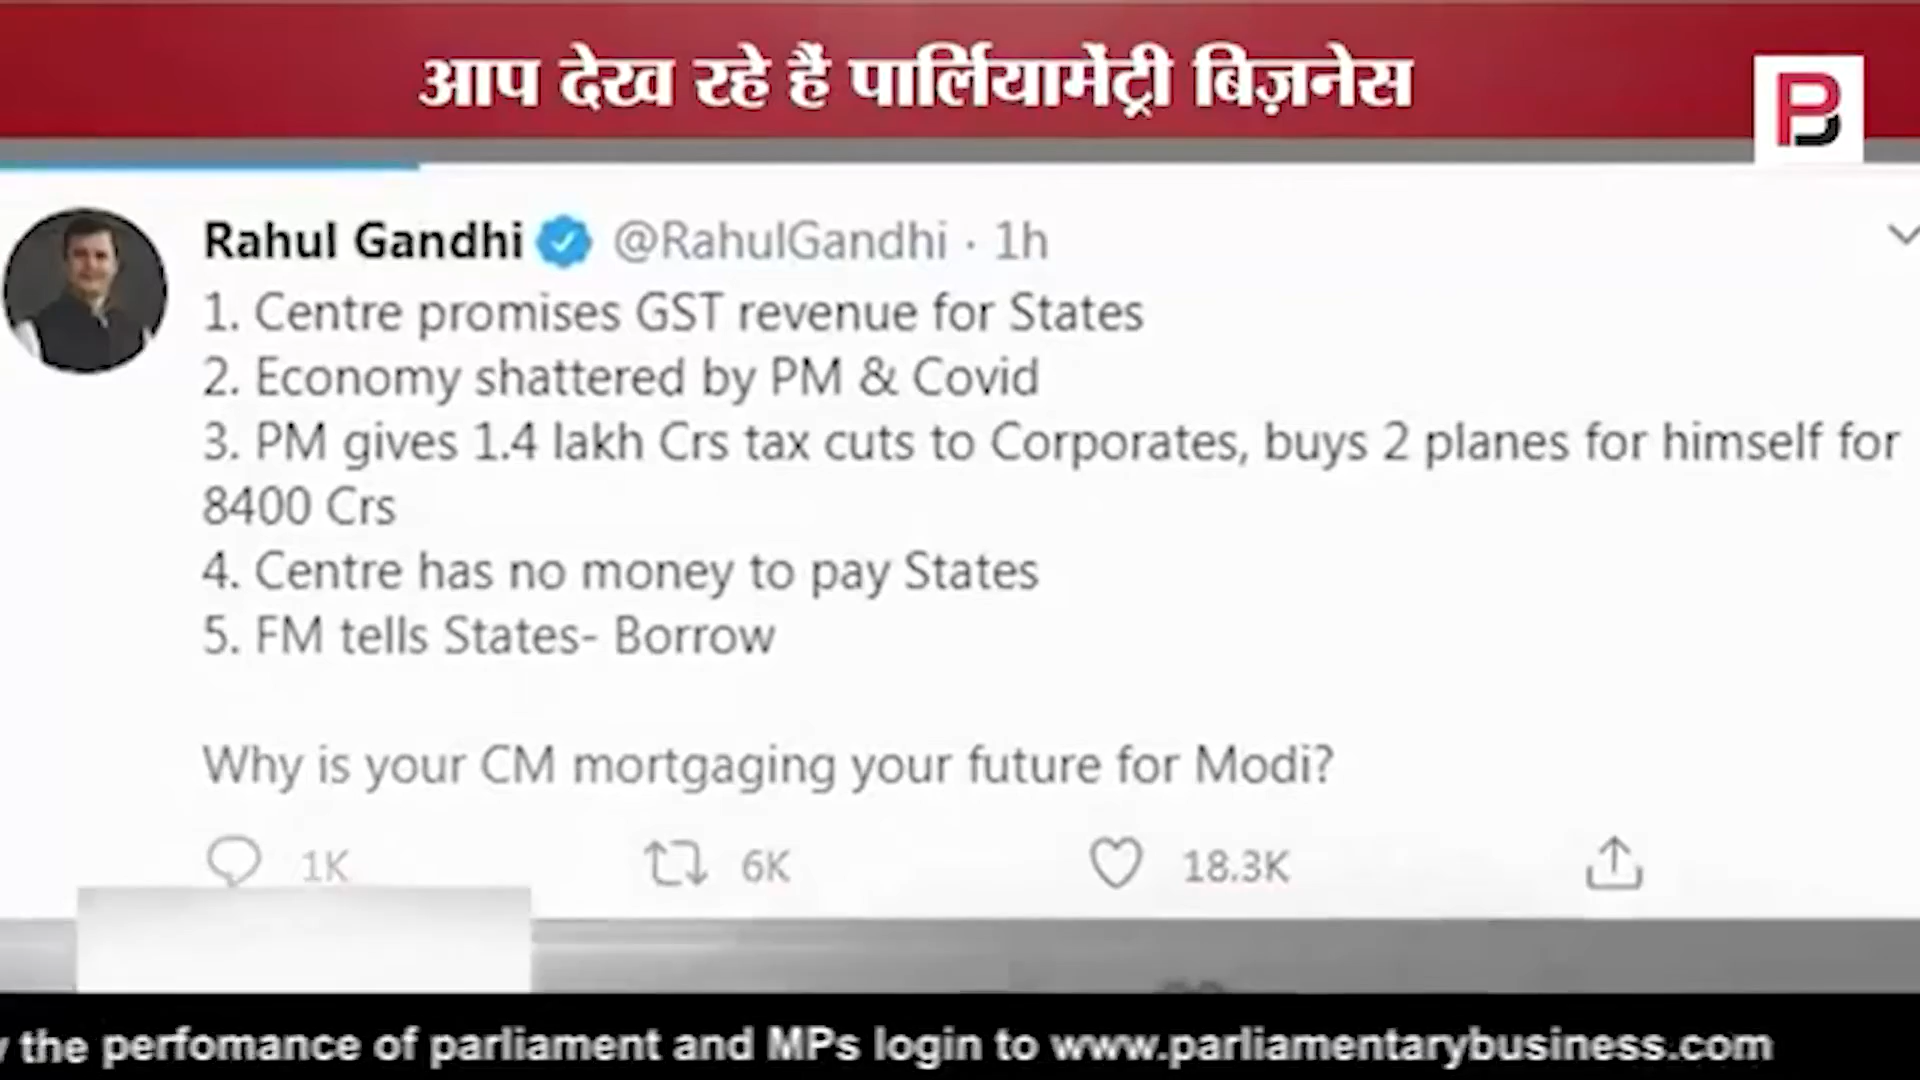 आप देख रहे हैं पार्लियामेंट्री बिज़नेस
Rahul Gandhi @RahulGandhi · 1h
1. Centre promises GST revenue for States
2. Economy shattered by PM & Covid
3. PM gives 1.4 lakh Crs tax cuts to Corporates, buys 2 planes for himself for
8400 Crs
4. Centre has no money to pay States
5. FM tells States- Borrow
Why is your CM mortgaging your future for Modi?
1K 6K 18.3K
the perfomance of parliament and MPs login to www.parliamentarybusiness.com